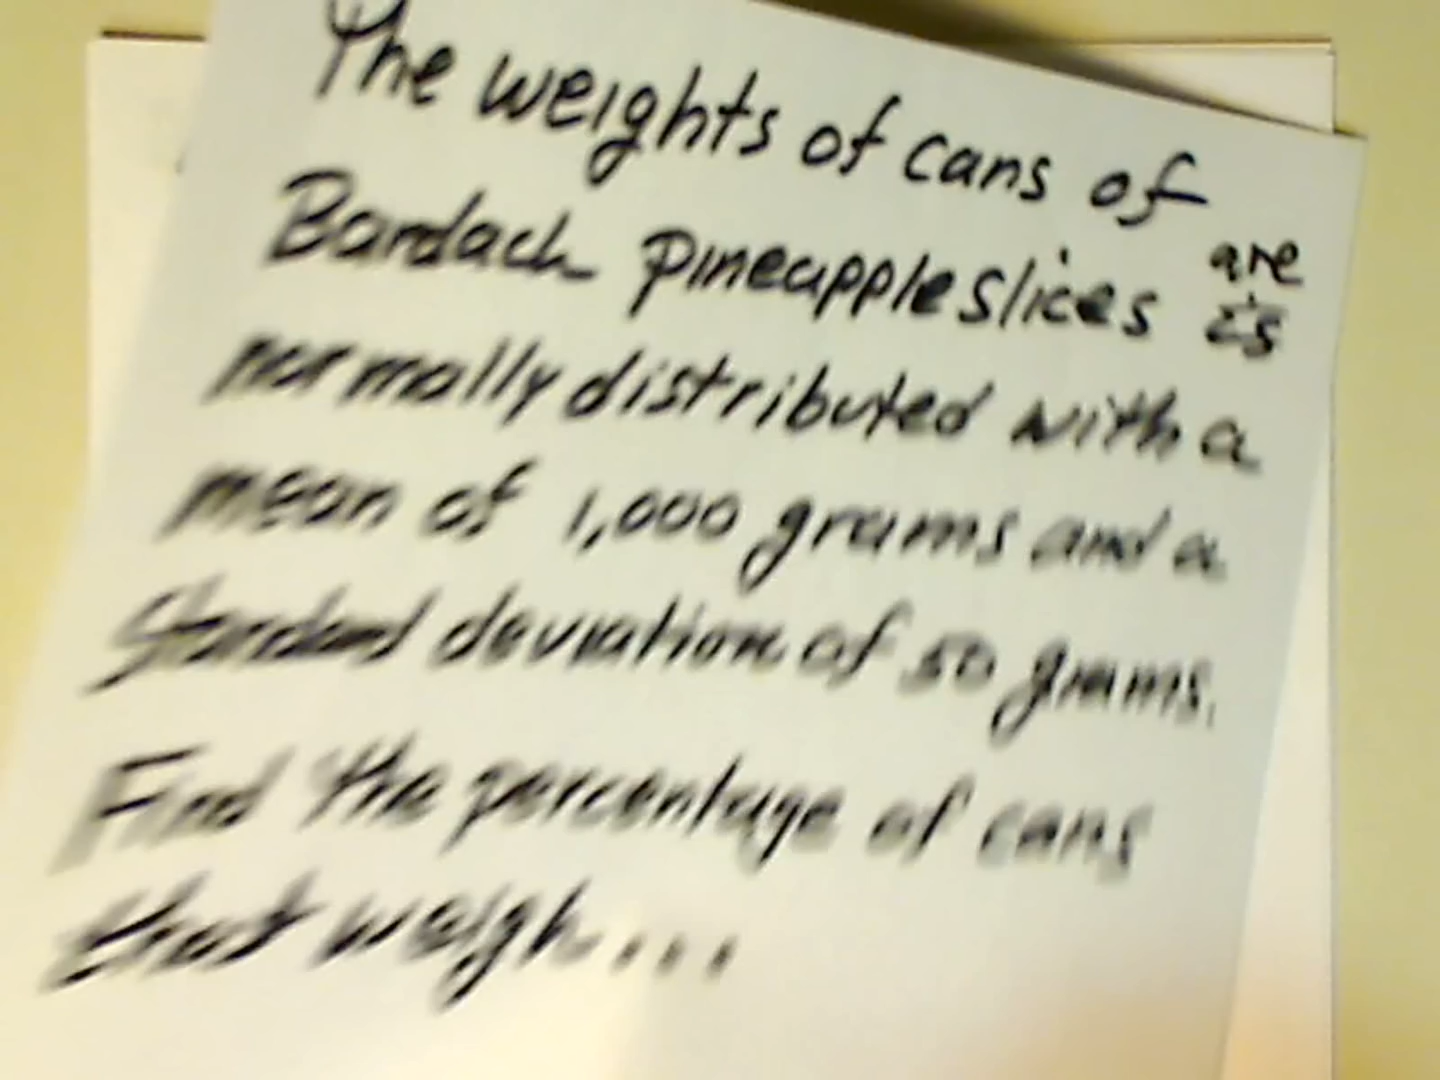 The weights of cans of
Bardach pineapple slices are is
normally distributed with a
mean of 1,000 grams and a
standard deviation of 50 grams.
Find the percentage of cans
that weigh....